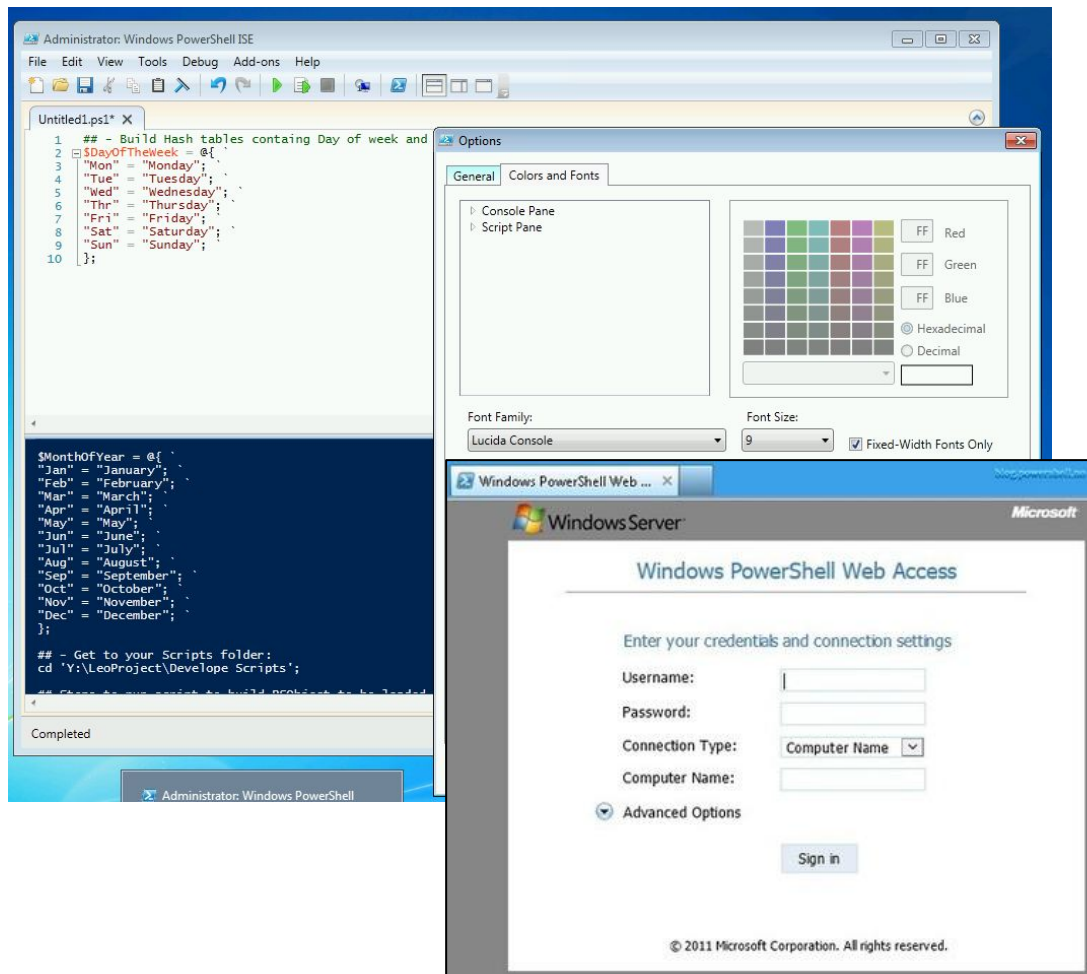 Administrator: Windows PowerShell ISE
File Edit View Tools Debug Add-ons Help
Untitled1.ps1* X
1 ## - Build Hash tables containg Day of week and
2 $DayOfTheWeek = @{ `
3 "Mon" = "Monday"; `
4 "Tue" = "Tuesday"; `
5 "Wed" = "Wednesday"; `
6 "Thr" = "Thursday"; `
7 "Fri" = "Friday"; `
8 "Sat" = "Saturday"; `
9 "Sun" = "Sunday"; `
10 };
$MonthOfYear = @{ `
"Jan" = "January"; `
"Feb" = "February"; `
"Mar" = "March"; `
"Apr" = "April"; `
"May" = "May"; `
"Jun" = "June"; `
"Jul" = "July"; `
"Aug" = "August"; `
"Sep" = "September"; `
"Oct" = "October"; `
"Nov" = "November"; `
"Dec" = "December"; `
};
## - Get to your Scripts folder:
cd 'Y:\LeoProject\Develope Scripts';
Completed
Administrator: Windows PowerShell
Options
General Colors and Fonts
Console Pane
Script Pane
FF Red
FF Green
FF Blue
Hexadecimal
Decimal
Font Family: Font Size:
Lucida Console 9 Fixed-Width Fonts Only
Windows PowerShell Web ... X
Windows Server Microsoft
Windows PowerShell Web Access
Enter your credentials and connection settings
Username:
Password:
Connection Type: Computer Name
Computer Name:
Advanced Options
Sign in
© 2011 Microsoft Corporation. All rights reserved.